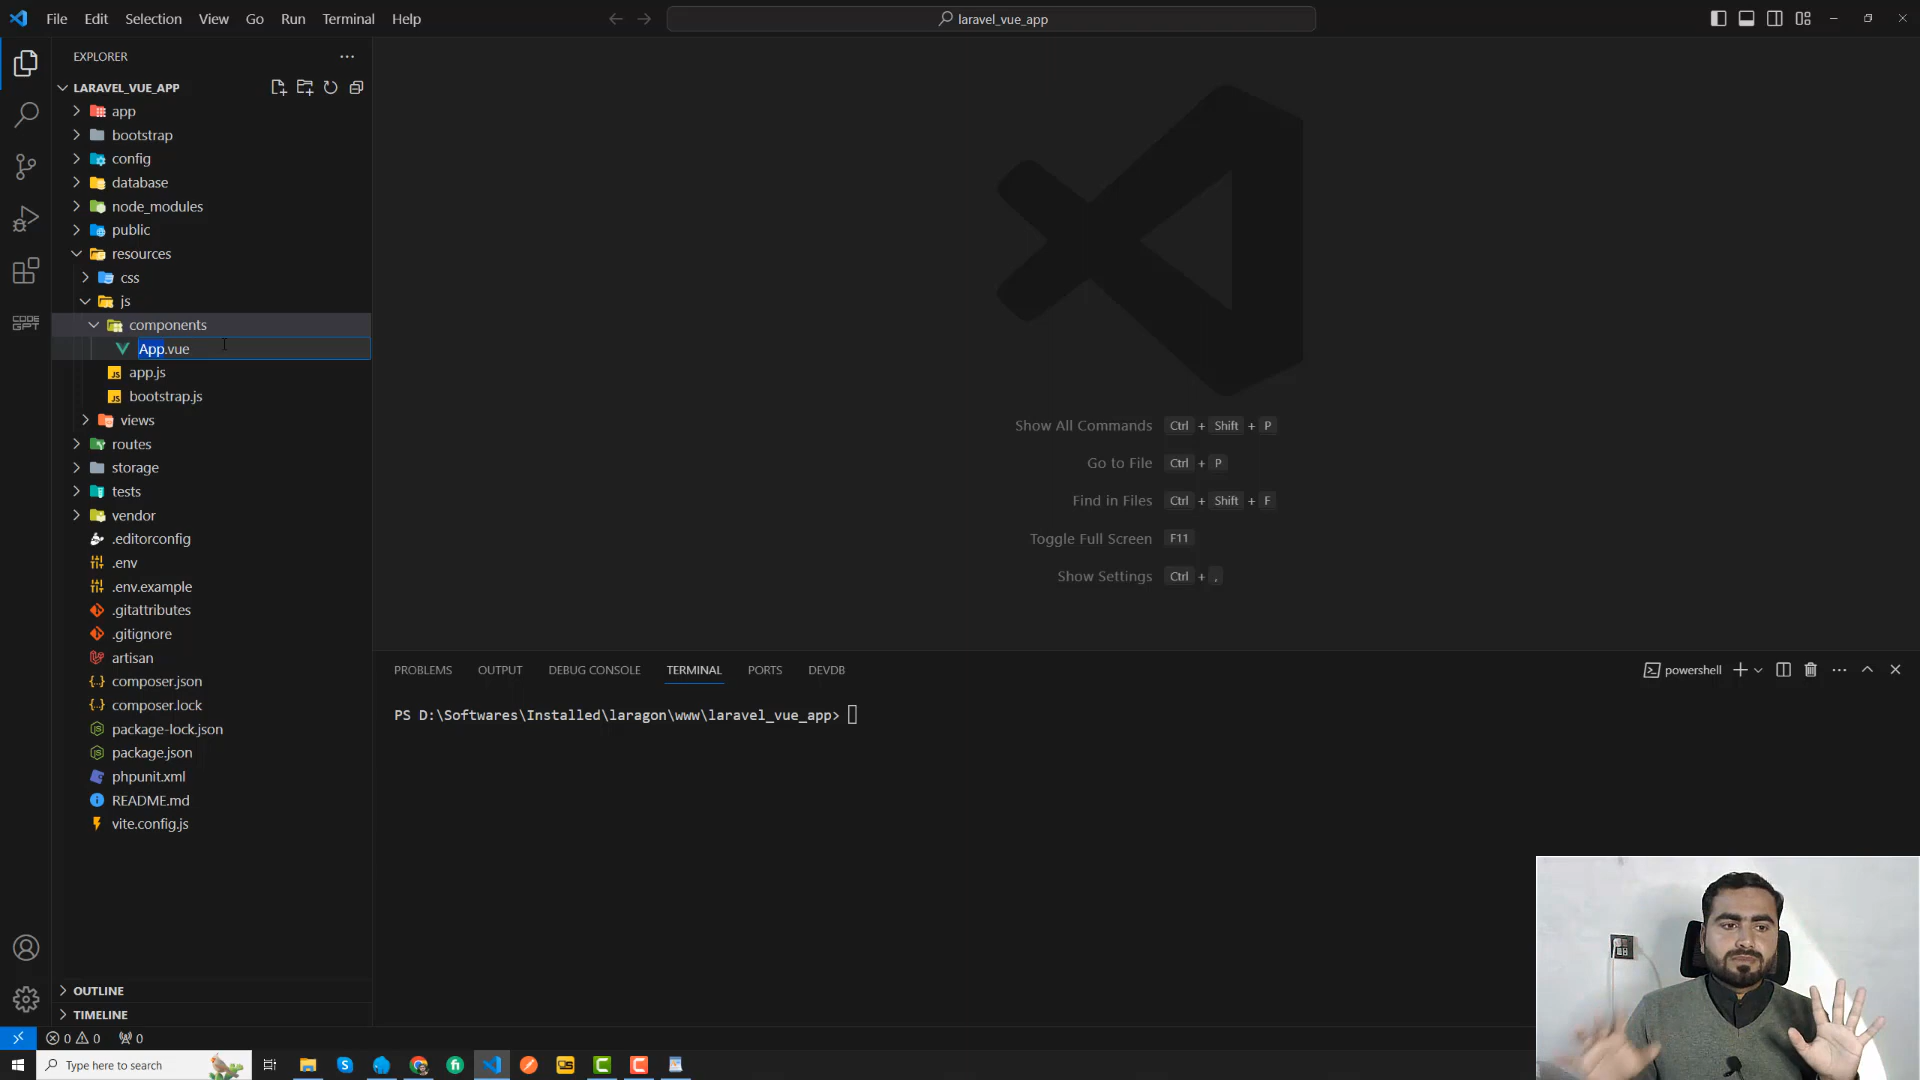 File Edit Selection View Go Run Terminal Help
laravel_vue_app
EXPLORER
LARAVEL_VUE_APP
app
bootstrap
config
database
node_modules
public
resources
css
js
components
App.vue
app.js
bootstrap.js
views
routes
storage
tests
vendor
.editorconfig
.env
.env.example
.gitattributes
.gitignore
artisan
composer.json
composer.lock
package-lock.json
package.json
phpunit.xml
README.md
vite.config.js
OUTLINE
TIMELINE
CODE
GPT
Show All Commands Ctrl + Shift + P
Go to File Ctrl + P
Find in Files Ctrl + Shift + F
Toggle Full Screen F11
Show Settings Ctrl + ,
PROBLEMS OUTPUT DEBUG CONSOLE TERMINAL PORTS DEVDB
powershell
PS D:\Softwares\Installed\laragon\www\laravel_vue_app>
0 0 0
Type here to search